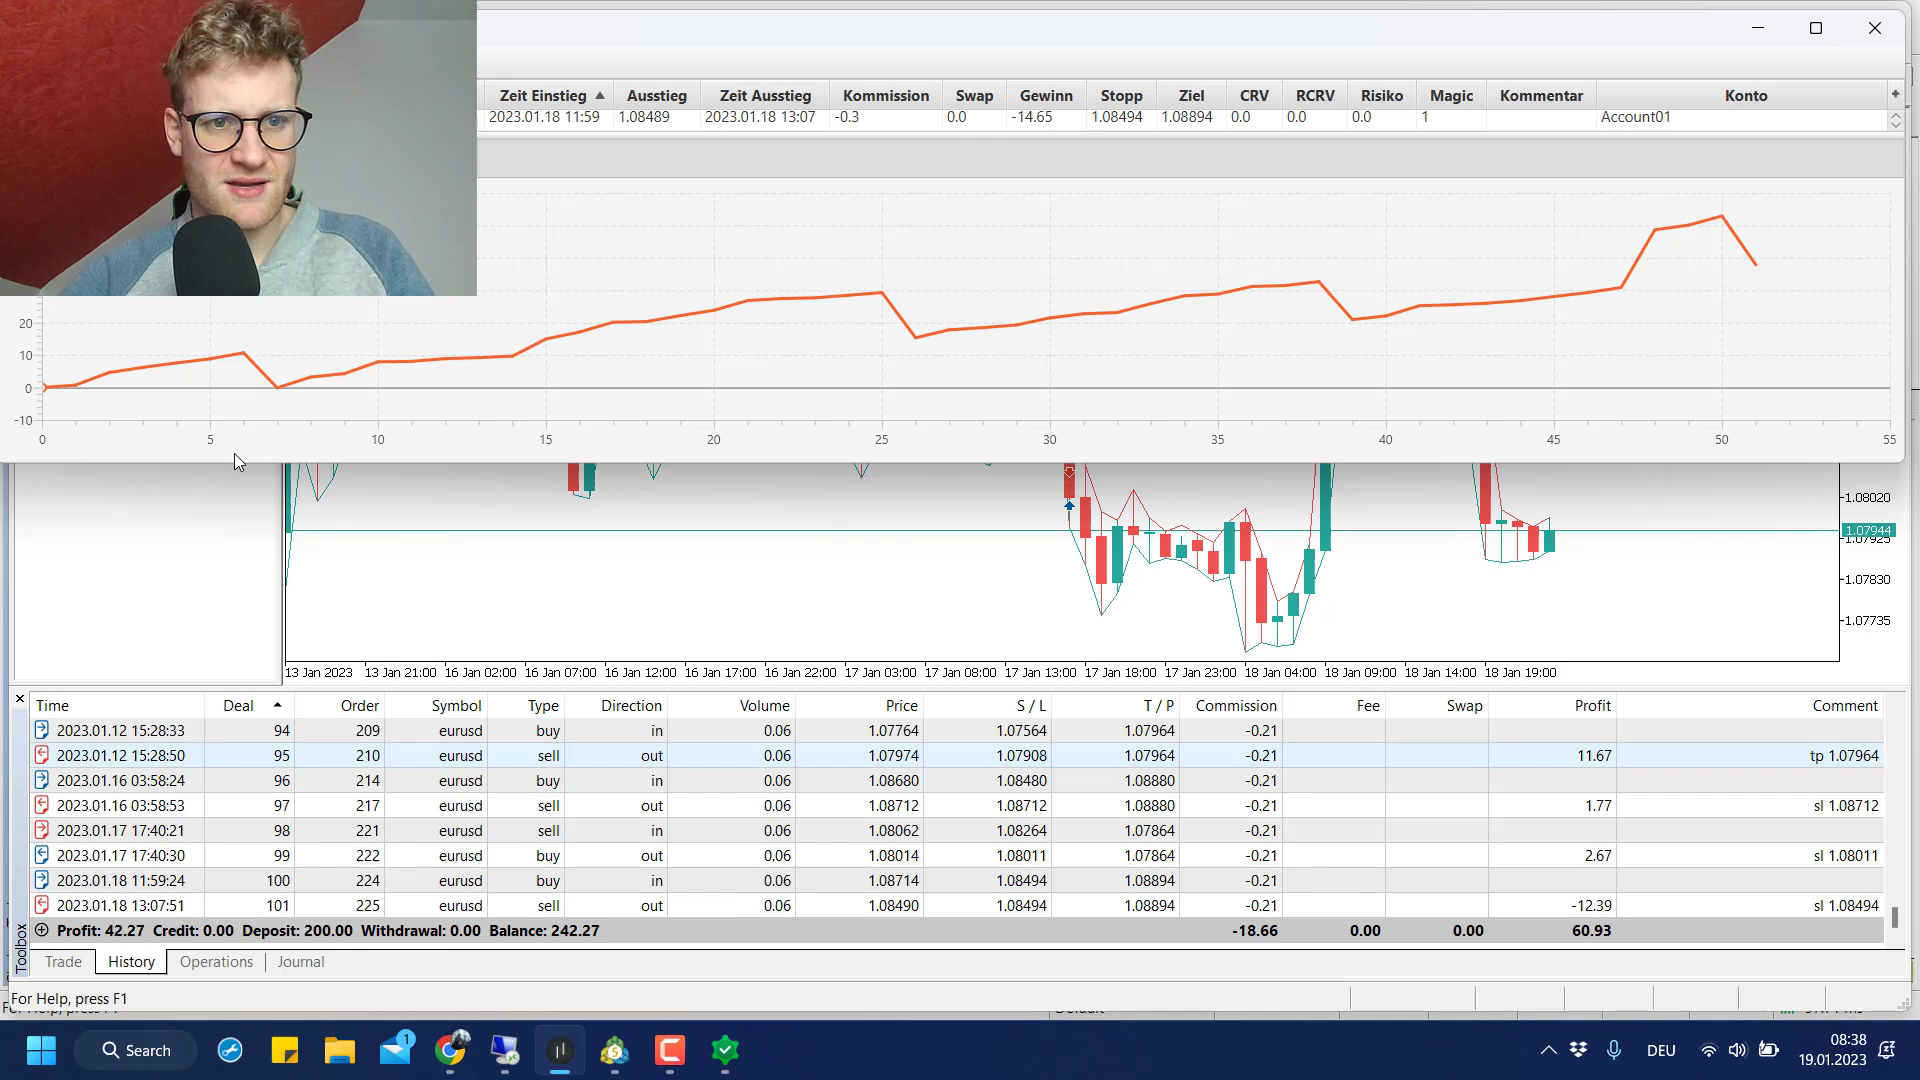 Zeit Einstieg Ausstieg Zeit Ausstieg Kommission Swap Gewinn Stopp Ziel CRV RCRV Risiko Magic Kommentar Konto
2023.01.18 11:59 1.08489 2023.01.18 13:07 -0.3 0.0 -14.65 1.08494 1.08894 0.0 0.0 0.0 1 Account01
20
10
0
-10
0 5 10 15 20 25 30 35 40 45 50 55
1.08020
1.07944
1.07925
1.07830
1.07735
13 Jan 2023 13 Jan 21:00 16 Jan 02:00 16 Jan 07:00 16 Jan 12:00 16 Jan 17:00 16 Jan 22:00 17 Jan 03:00 17 Jan 08:00 17 Jan 13:00 17 Jan 18:00 17 Jan 23:00 18 Jan 04:00 18 Jan 09:00 18 Jan 14:00 18 Jan 19:00
Time Deal Order Symbol Type Direction Volume Price S / L T / P Commission Fee Swap Profit Comment
2023.01.12 15:28:33 94 209 eurusd buy in 0.06 1.07764 1.07564 1.07964 -0.21
2023.01.12 15:28:50 95 210 eurusd sell out 0.06 1.07974 1.07908 1.07964 -0.21 11.67 tp 1.07964
2023.01.16 03:58:24 96 214 eurusd buy in 0.06 1.08680 1.08480 1.08880 -0.21
2023.01.16 03:58:53 97 217 eurusd sell out 0.06 1.08712 1.08712 1.08880 -0.21 1.77 sl 1.08712
2023.01.17 17:40:21 98 221 eurusd sell in 0.06 1.08062 1.08264 1.07864 -0.21
2023.01.17 17:40:30 99 222 eurusd buy out 0.06 1.08014 1.08011 1.07864 -0.21 2.67 sl 1.08011
2023.01.18 11:59:24 100 224 eurusd buy in 0.06 1.08714 1.08494 1.08894 -0.21
2023.01.18 13:07:51 101 225 eurusd sell out 0.06 1.08490 1.08494 1.08894 -0.21 -12.39 sl 1.08494
Profit: 42.27 Credit: 0.00 Deposit: 200.00 Withdrawal: 0.00 Balance: 242.27 -18.66 0.00 0.00 60.93
Toolbox
Trade History Operations Journal
For Help, press F1
Search 1 DEU 08:38
19.01.2023